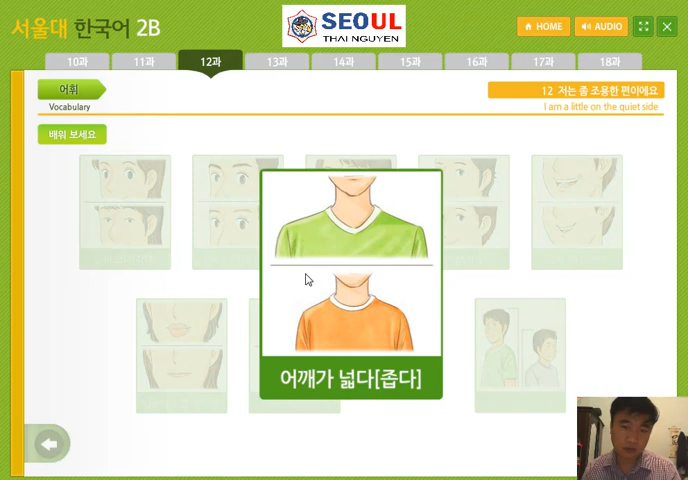 서울대 한국어 2B
SEOUL
THAI NGUYEN
HOME
AUDIO
10과
11과
12과
13과
14과
15과
16과
17과
18과
어휘
Vocabulary
12 저는 좀 조용한 편이에요
I am a little on the quiet side
배워 보세요
어깨가 넓다[좁다]